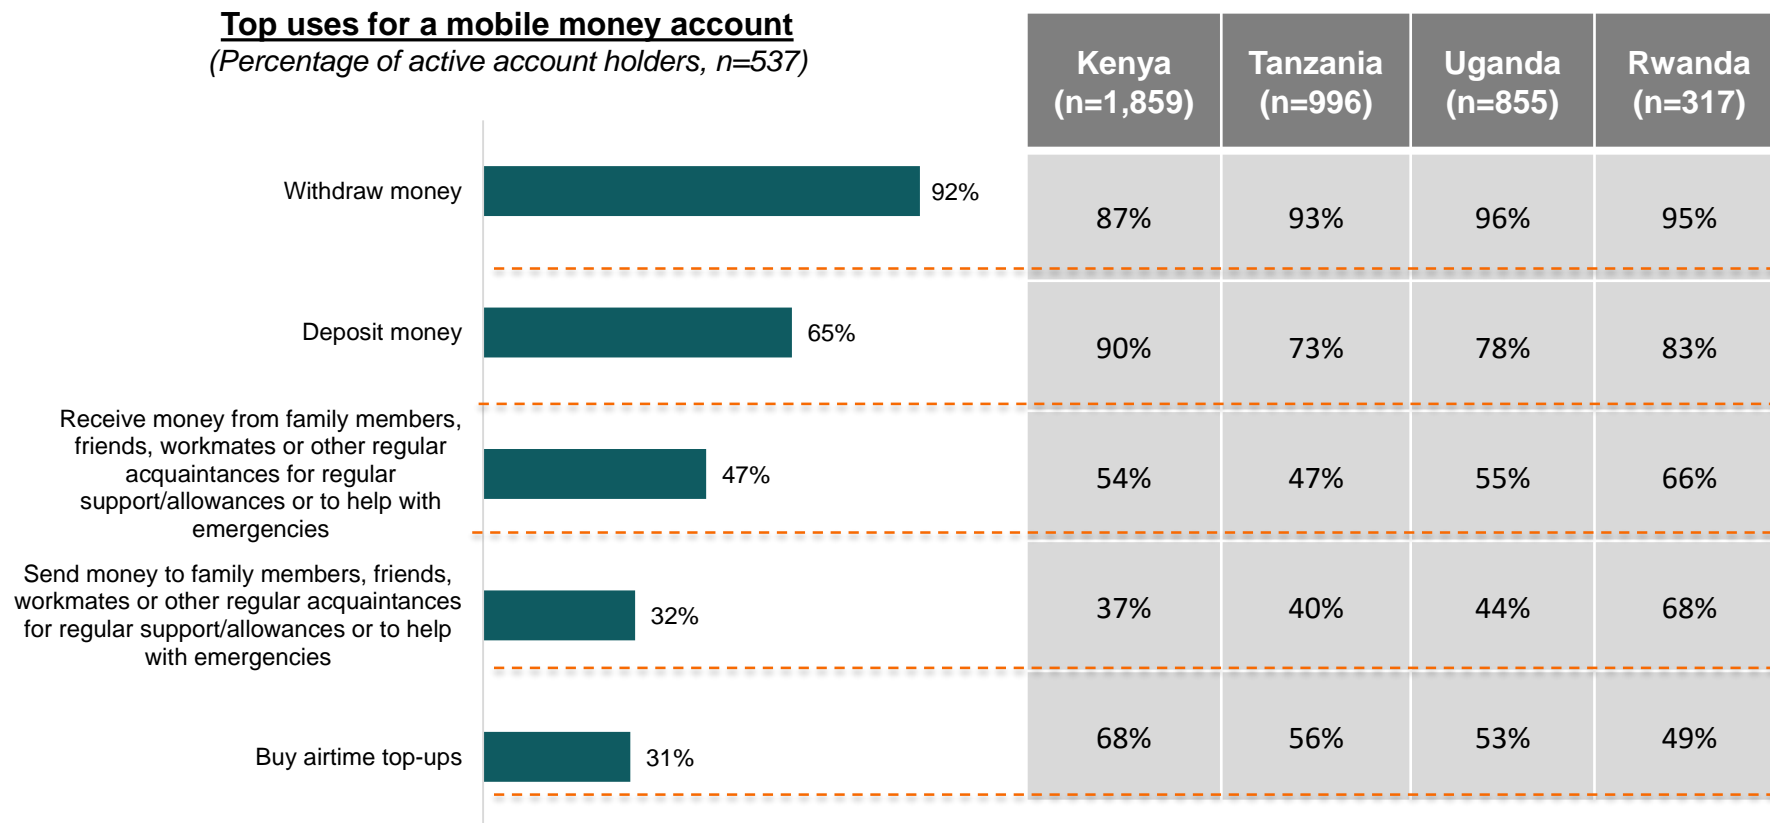 Top uses for a mobile money account
(Percentage of active account holders, n=537)
Kenya
(n=1,859)
Tanzania
(n=996)
Uganda
(n=855)
Rwanda
(n=317)
Withdraw money
92%
87%
93%
96%
95%
Deposit money
65%
90%
73%
78%
83%
Receive money from family members,
friends, workmates or other regular
acquaintances for regular
support/allowances or to help with
emergencies
47%
54%
47%
55%
66%
Send money to family members, friends,
workmates or other regular acquaintances
for regular support/allowances or to help
with emergencies
32%
37%
40%
44%
68%
Buy airtime top-ups
31%
68%
56%
53%
49%